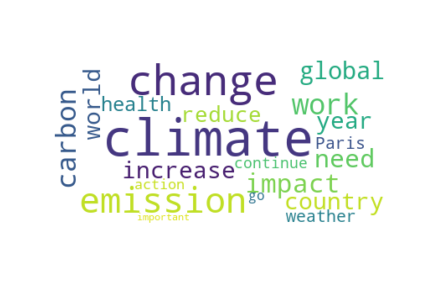 global
change
world
health
work
carbon
reduce
year
climate
Paris
need
increase
continue
action
impact
emission
go
country
important
weather